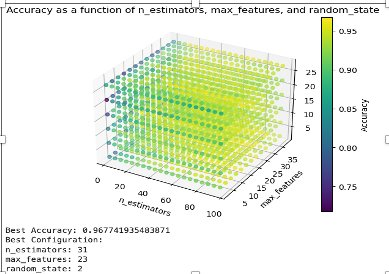 Accuracy as a function of n_estimators, max_features, and random_state
25
20
15
10
5
0
20
40
60
80
100
n_estimators
5
10
15
20
25
30
35
max_features
0.95
0.90
0.85
0.80
0.75
Accuracy
Best Accuracy: 0.967741935483871
Best Configuration:
n_estimators: 31
max_features: 23
random_state: 2